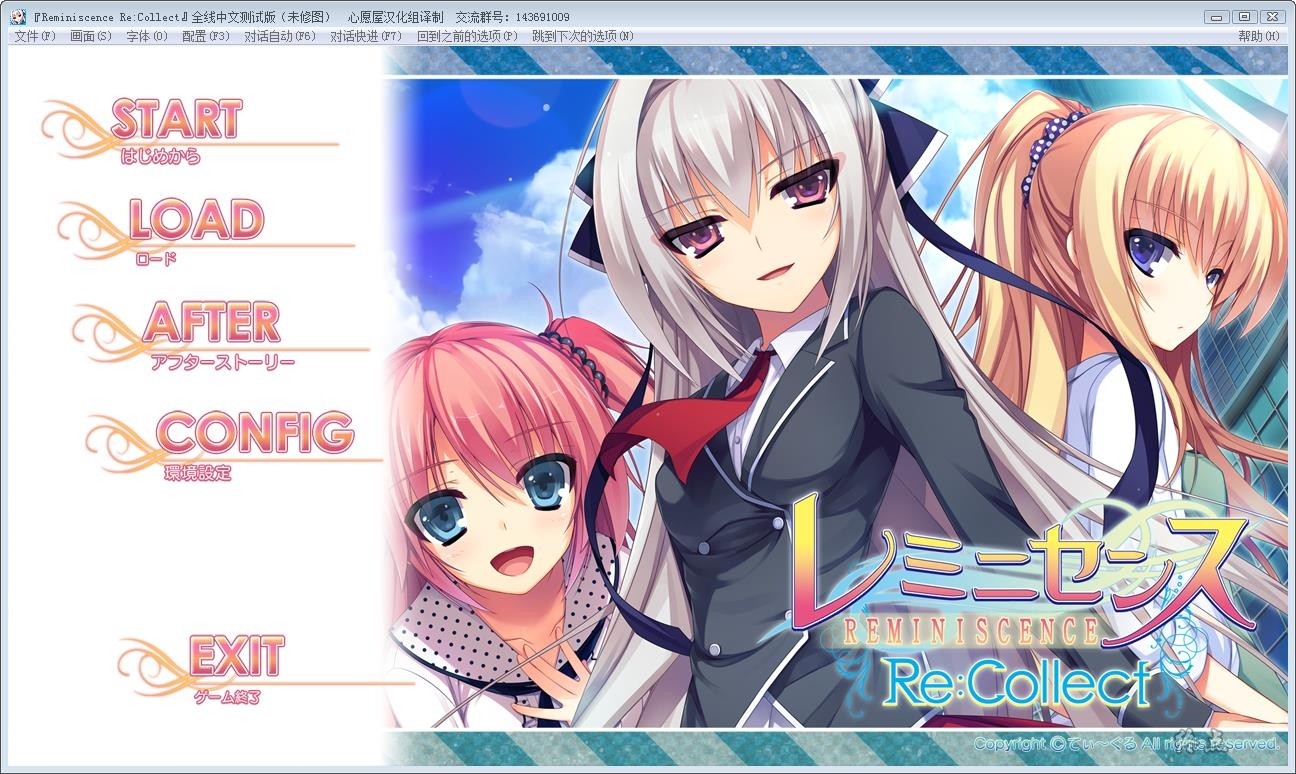 『Reminiscence Re:Collect』全线中文测试版（未修图） 心愿屋汉化组译制 交流群号：143691009
文件(F) 画面(S) 字体(O) 配置(F3) 对话自动(F6) 对话快进(F7) 回到之前的选项(P) 跳到下次的选项(N) 帮助(H)
START
はじめから
LOAD
ロード
AFTER
アフターストーリー
CONFIG
環境設定
EXIT
ゲーム終了
レミニセンス
REMINISCENCE
Re:Collect
Copyright ©てぃ～ぐる All rights reserved.